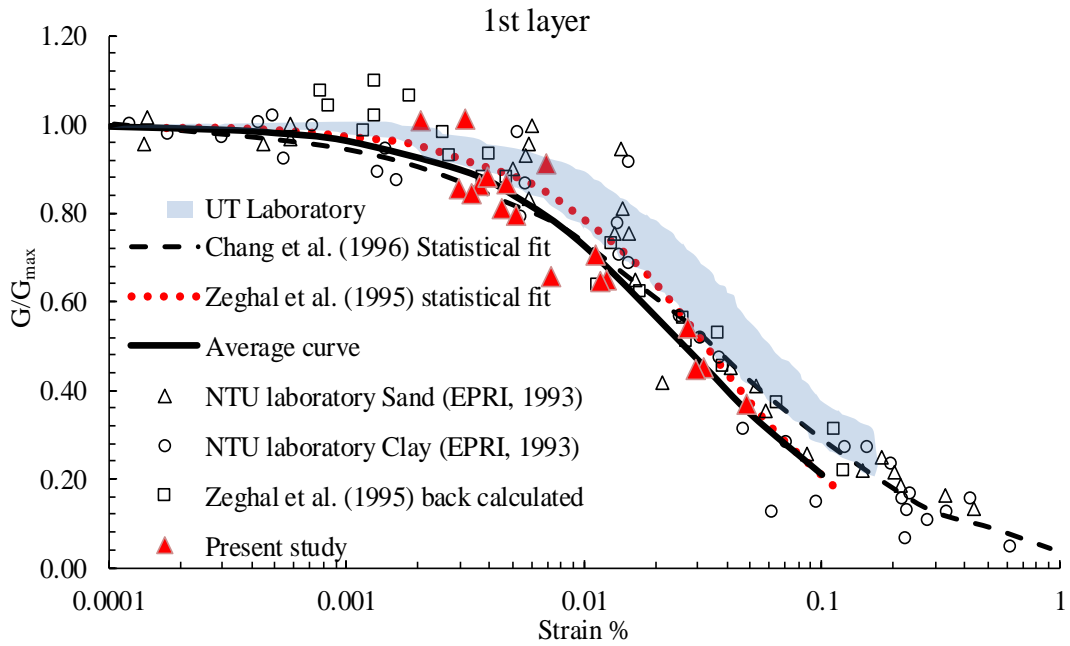 1st layer
1.20
1.00
0.80
0.60
0.40
0.20
0.00
G/Gmax
UT Laboratory
Chang et al. (1996) Statistical fit
Zeghal et al. (1995) statistical fit
Average curve
NTU laboratory Sand (EPRI, 1993)
NTU laboratory Clay (EPRI, 1993)
Zeghal et al. (1995) back calculated
Present study
0.0001 0.001 0.01 0.1 1
Strain %